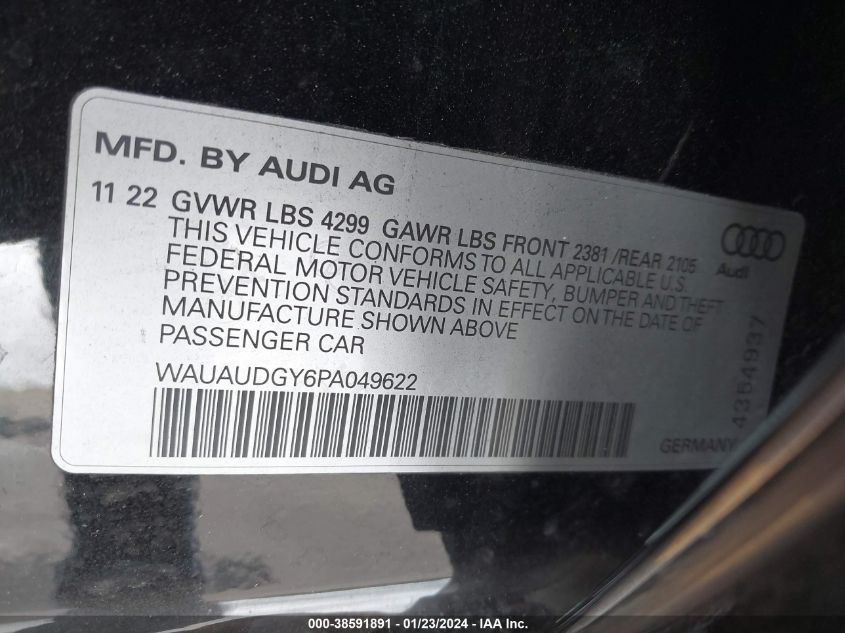 MFD. BY AUDI AG
11 22 GVWR LBS 4299 GAWR LBS FRONT 2381 /REAR 2105
THIS VEHICLE CONFORMS TO ALL APPLICABLE U.S.
FEDERAL MOTOR VEHICLE SAFETY, BUMPER AND THEFT
PREVENTION STANDARDS IN EFFECT ON THE DATE OF
MANUFACTURE SHOWN ABOVE
PASSENGER CAR
WAUAUDGY6PA049622
Audi
4354937
GERMANY
000-38591891 - 01/23/2024 - IAA Inc.